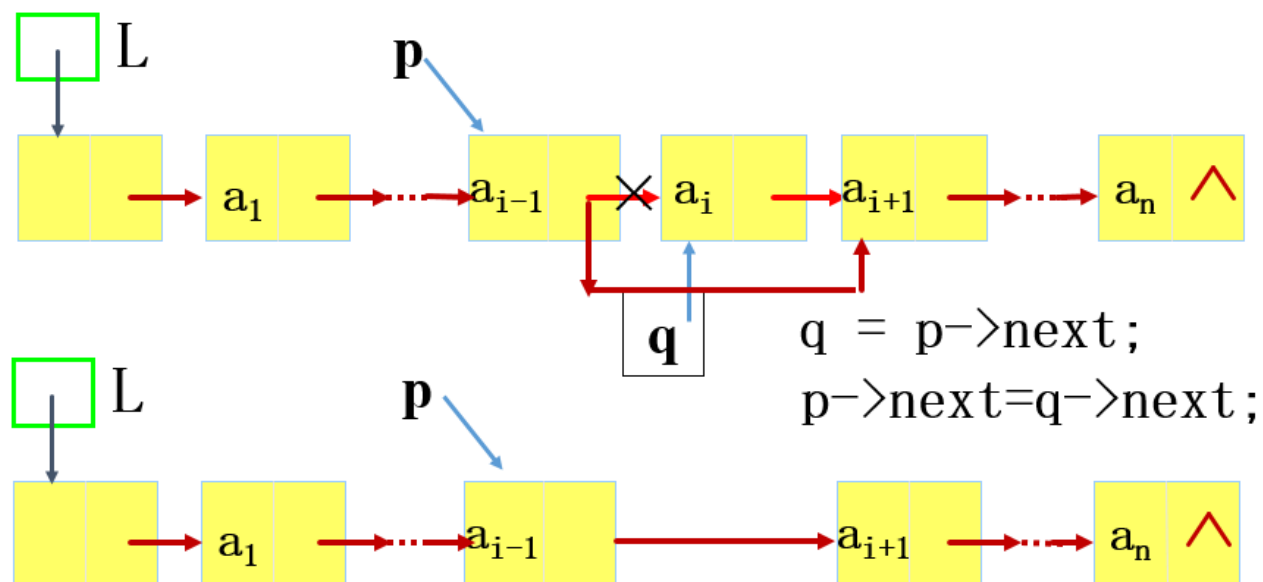 L
p
a₁
aᵢ₋₁
aᵢ
aᵢ₊₁
aₙ ∧
q
q = p->next;
p->next=q->next;
L
p
a₁
aᵢ₋₁
aᵢ₊₁
aₙ ∧